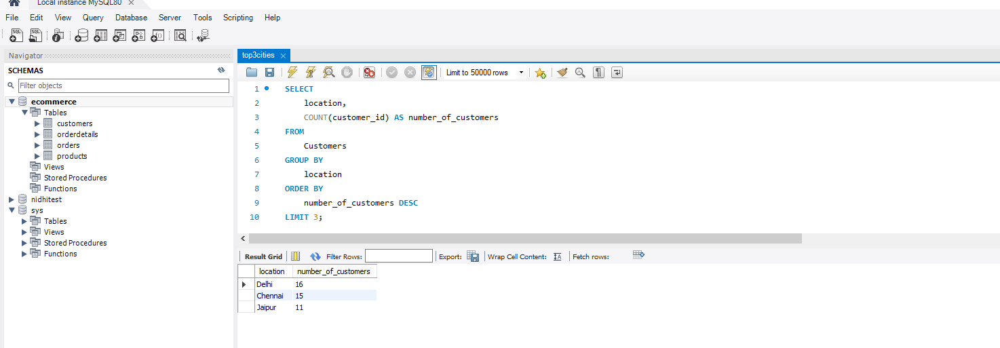 Local instance MySQL80
File Edit View Query Database Server Tools Scripting Help
Navigator
SCHEMAS
Filter objects
ecommerce
Tables
customers
orderdetails
orders
products
Views
Stored Procedures
Functions
nidhitest
sys
Tables
Views
Stored Procedures
Functions
top3cities
Limit to 50000 rows
1 SELECT
2 location,
3 COUNT(customer_id) AS number_of_customers
4 FROM
5 Customers
6 GROUP BY
7 location
8 ORDER BY
9 number_of_customers DESC
10 LIMIT 3;
Result Grid Filter Rows: Export: Wrap Cell Content: Fetch rows:
location number_of_customers
Delhi 16
Chennai 15
Jaipur 11